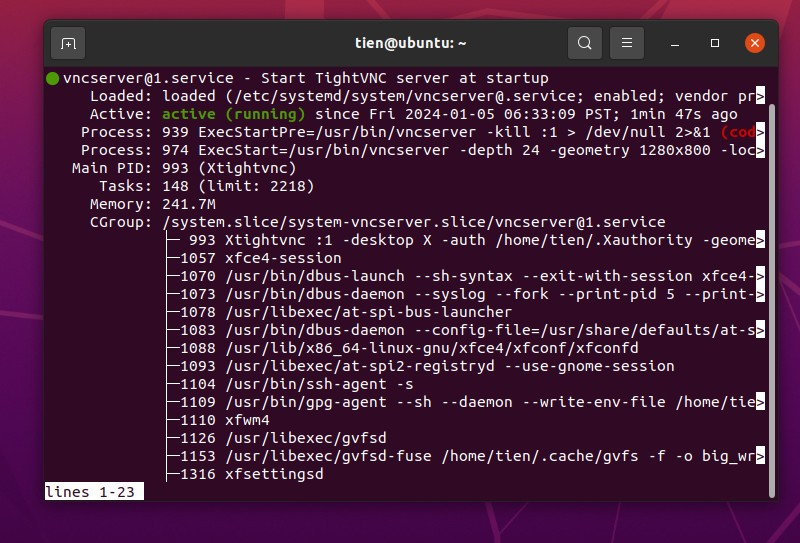 tien@ubuntu: ~
vncserver@1.service - Start TightVNC server at startup
Loaded: loaded (/etc/systemd/system/vncserver@.service; enabled; vendor pr>
Active: active (running) since Fri 2024-01-05 06:33:09 PST; 1min 47s ago
Process: 939 ExecStartPre=/usr/bin/vncserver -kill :1 > /dev/null 2>&1 (cod>
Process: 974 ExecStart=/usr/bin/vncserver -depth 24 -geometry 1280x800 -loc>
Main PID: 993 (Xtightvnc)
Tasks: 148 (limit: 2218)
Memory: 241.7M
CGroup: /system.slice/system-vncserver.slice/vncserver@1.service
├─ 993 Xtightvnc :1 -desktop X -auth /home/tien/.Xauthority -geome>
├─1057 xfce4-session
├─1070 /usr/bin/dbus-launch --sh-syntax --exit-with-session xfce4->
├─1073 /usr/bin/dbus-daemon --syslog --fork --print-pid 5 --print->
├─1078 /usr/libexec/at-spi-bus-launcher
├─1083 /usr/bin/dbus-daemon --config-file=/usr/share/defaults/at-s>
├─1088 /usr/lib/x86_64-linux-gnu/xfce4/xfconf/xfconfd
├─1093 /usr/libexec/at-spi2-registryd --use-gnome-session
├─1104 /usr/bin/ssh-agent -s
├─1109 /usr/bin/gpg-agent --sh --daemon --write-env-file /home/tie>
├─1110 xfwm4
├─1126 /usr/libexec/gvfsd
├─1153 /usr/libexec/gvfsd-fuse /home/tien/.cache/gvfs -f -o big_wr>
├─1316 xfsettingsd
lines 1-23